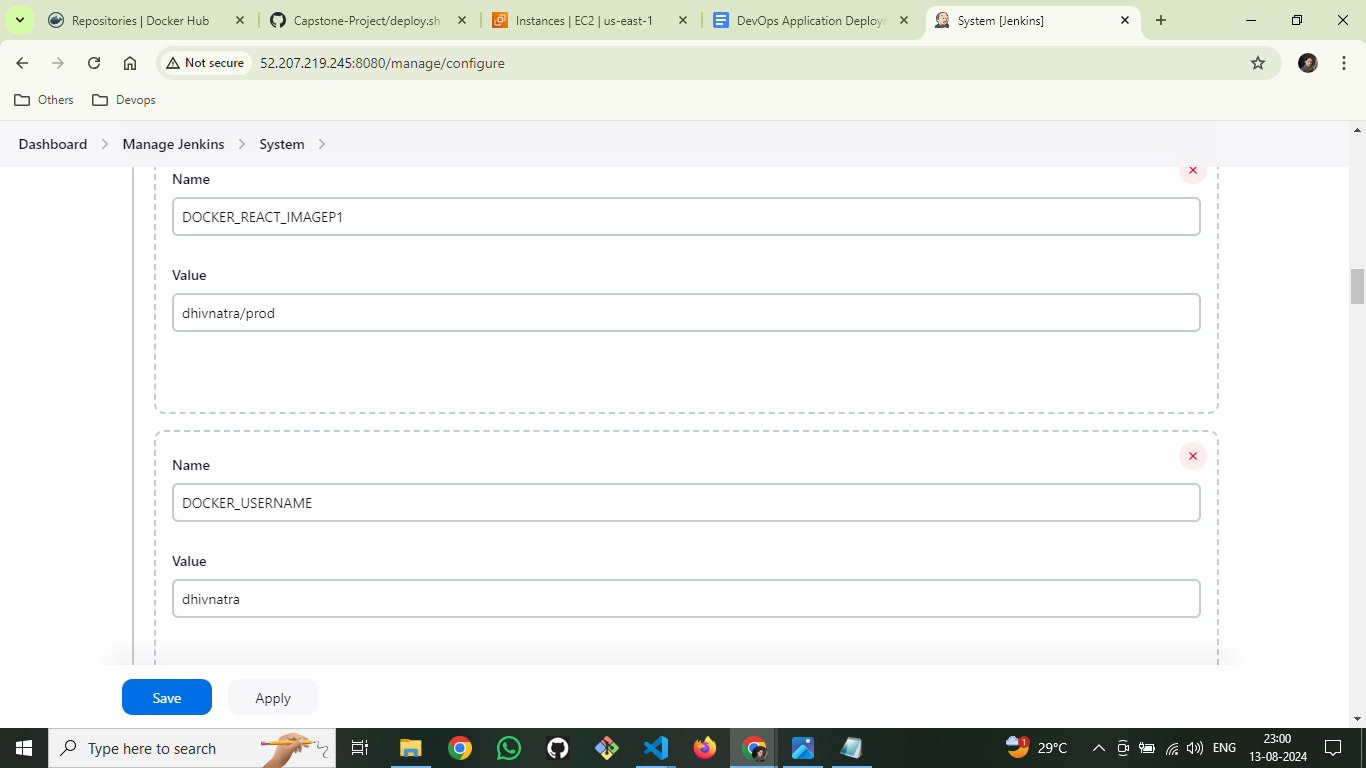 Repositories | Docker Hub
Capstone-Project/deploy.sh
Instances | EC2 | us-east-1
DevOps Application Deploym
System [Jenkins]
Not secure
52.207.219.245:8080/manage/configure
Others
Devops
Dashboard
Manage Jenkins
System
Name
DOCKER_REACT_IMAGEP1
Value
dhivnatra/prod
Name
DOCKER_USERNAME
Value
dhivnatra
Save
Apply
Type here to search
1
29°C
ENG
23:00
13-08-2024